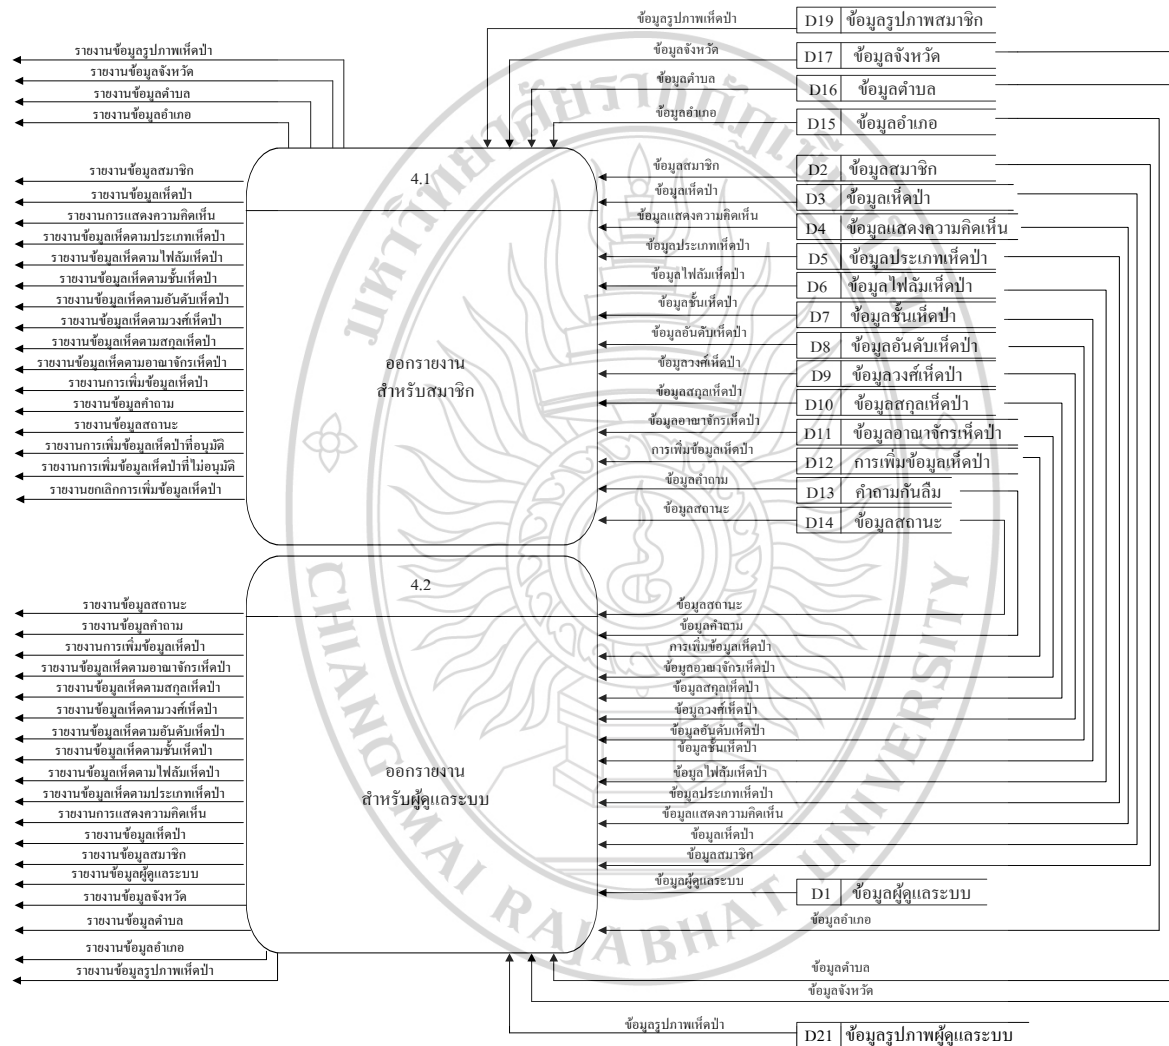 ข้อมูลรูปภาพเห็ดป่า
D19 ข้อมูลรูปภาพสมาชิก
ข้อมูลจังหวัด
D17 ข้อมูลจังหวัด
ข้อมูลตำบล
D16 ข้อมูลตำบล
ข้อมูลอำเภอ
D15 ข้อมูลอำเภอ
รายงานข้อมูลรูปภาพเห็ดป่า
รายงานข้อมูลจังหวัด
รายงานข้อมูลตำบล
รายงานข้อมูลอำเภอ
รายงานข้อมูลสมาชิก
รายงานข้อมูลเห็ดป่า
รายงานการแสดงความคิดเห็น
รายงานข้อมูลเห็ดตามประเภทเห็ดป่า
รายงานข้อมูลเห็ดตามไฟลัมเห็ดป่า
รายงานข้อมูลเห็ดตามชั้นเห็ดป่า
รายงานข้อมูลเห็ดตามอันดับเห็ดป่า
รายงานข้อมูลเห็ดตามวงศ์เห็ดป่า
รายงานข้อมูลเห็ดตามสกุลเห็ดป่า
รายงานข้อมูลเห็ดตามอาณาจักรเห็ดป่า
รายงานการเพิ่มข้อมูลเห็ดป่า
รายงานข้อมูลคำถาม
รายงานข้อมูลสถานะ
รายงานการเพิ่มข้อมูลเห็ดป่าที่อนุมัติ
รายงานการเพิ่มข้อมูลเห็ดป่าที่ไม่อนุมัติ
รายงานยกเลิกการเพิ่มข้อมูลเห็ดป่า
4.1
ออกรายงาน
สำหรับสมาชิก
ข้อมูลสมาชิก
D2 ข้อมูลสมาชิก
ข้อมูลเห็ดป่า
D3 ข้อมูลเห็ดป่า
ข้อมูลแสดงความคิดเห็น
D4 ข้อมูลแสดงความคิดเห็น
ข้อมูลประเภทเห็ดป่า
D5 ข้อมูลประเภทเห็ดป่า
ข้อมูลไฟลัมเห็ดป่า
D6 ข้อมูลไฟลัมเห็ดป่า
ข้อมูลชั้นเห็ดป่า
D7 ข้อมูลชั้นเห็ดป่า
ข้อมูลอันดับเห็ดป่า
D8 ข้อมูลอันดับเห็ดป่า
ข้อมูลวงศ์เห็ดป่า
D9 ข้อมูลวงศ์เห็ดป่า
ข้อมูลสกุลเห็ดป่า
D10 ข้อมูลสกุลเห็ดป่า
ข้อมูลอาณาจักรเห็ดป่า
D11 ข้อมูลอาณาจักรเห็ดป่า
การเพิ่มข้อมูลเห็ดป่า
D12 การเพิ่มข้อมูลเห็ดป่า
ข้อมูลคำถาม
D13 คำถามกันลืม
ข้อมูลสถานะ
D14 ข้อมูลสถานะ
4.2
ออกรายงาน
สำหรับผู้ดูแลระบบ
รายงานข้อมูลสถานะ
รายงานข้อมูลคำถาม
รายงานการเพิ่มข้อมูลเห็ดป่า
รายงานข้อมูลเห็ดตามอาณาจักรเห็ดป่า
รายงานข้อมูลเห็ดตามสกุลเห็ดป่า
รายงานข้อมูลเห็ดตามวงศ์เห็ดป่า
รายงานข้อมูลเห็ดตามอันดับเห็ดป่า
รายงานข้อมูลเห็ดตามชั้นเห็ดป่า
รายงานข้อมูลเห็ดตามไฟลัมเห็ดป่า
รายงานข้อมูลเห็ดตามประเภทเห็ดป่า
รายงานการแสดงความคิดเห็น
รายงานข้อมูลเห็ดป่า
รายงานข้อมูลสมาชิก
รายงานข้อมูลผู้ดูแลระบบ
รายงานข้อมูลจังหวัด
รายงานข้อมูลตำบล
รายงานข้อมูลอำเภอ
รายงานข้อมูลรูปภาพเห็ดป่า
ข้อมูลสถานะ
ข้อมูลคำถาม
การเพิ่มข้อมูลเห็ดป่า
ข้อมูลอาณาจักรเห็ดป่า
ข้อมูลสกุลเห็ดป่า
ข้อมูลวงศ์เห็ดป่า
ข้อมูลอันดับเห็ดป่า
ข้อมูลชั้นเห็ดป่า
ข้อมูลไฟลัมเห็ดป่า
ข้อมูลประเภทเห็ดป่า
ข้อมูลแสดงความคิดเห็น
ข้อมูลเห็ดป่า
ข้อมูลสมาชิก
ข้อมูลผู้ดูแลระบบ
D1 ข้อมูลผู้ดูแลระบบ
ข้อมูลอำเภอ
ข้อมูลตำบล
ข้อมูลจังหวัด
ข้อมูลรูปภาพเห็ดป่า
D21 ข้อมูลรูปภาพผู้ดูแลระบบ
มหาวิทยาลัยราชภัฏเชียงใหม่
CHIANG MAI RAJABHAT UNIVERSITY